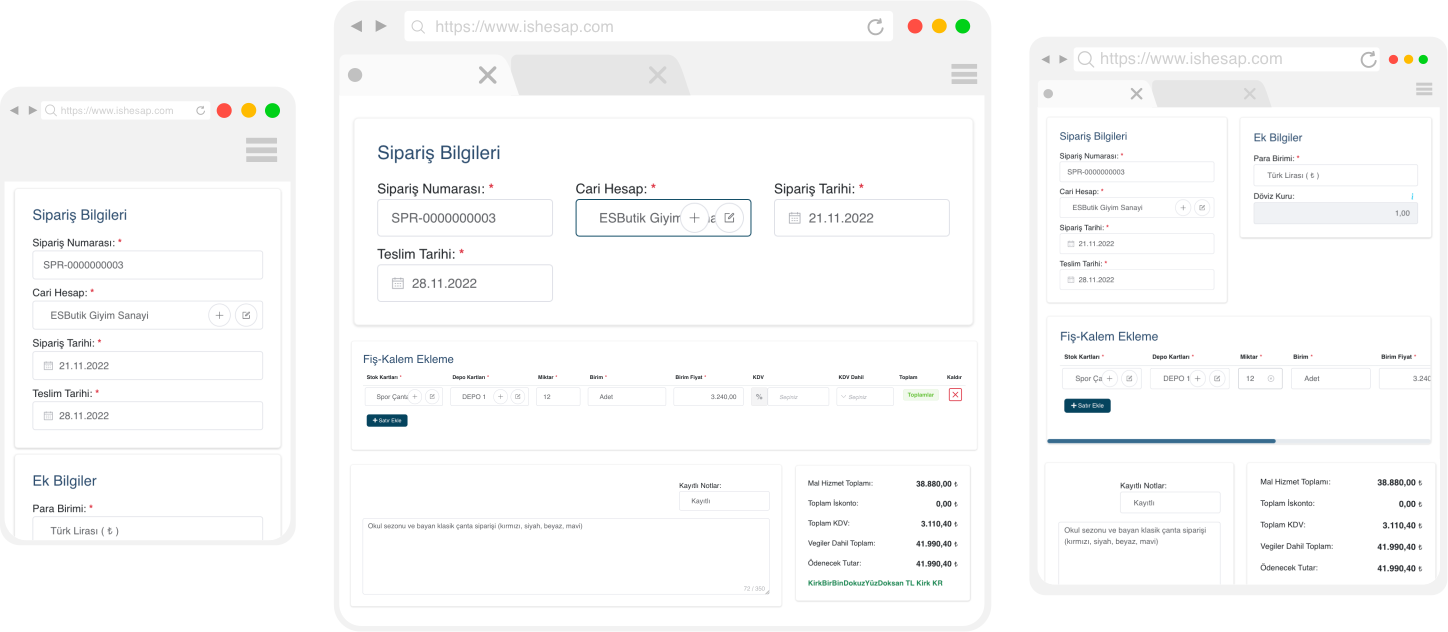 https://www.ishesap.com
Sipariş Bilgileri
Sipariş Numarası: *
SPR-0000000003
Cari Hesap: *
ESButik Giyim Sanayi
Sipariş Tarihi: *
21.11.2022
Teslim Tarihi: *
28.11.2022
Ek Bilgiler
Para Birimi: *
Türk Lirası ( ₺ )
https://www.ishesap.com
Sipariş Bilgileri
Sipariş Numarası: * Cari Hesap: * Sipariş Tarihi: *
SPR-0000000003 ESButik Giyim 21.11.2022
Teslim Tarihi: *
28.11.2022
Fiş-Kalem Ekleme
Stok Kartları * Depo Kartları * Miktar * Birim * Birim Fiyat * KDV KDV Dahil Toplam Kaldır
Spor Çanta + DEPO 1 + 12 Adet 3.240,00 % Seçiniz Seçiniz Toplamlar X
+ Satır Ekle
Kayıtlı Notlar:
Kayıtlı
Okul sezonu ve bayan klasik çanta siparişi (kırmızı, siyah, beyaz, mavi)
73 / 350
Mal Hizmet Toplamı: 38.880,00 ₺
Toplam İskonto: 0,00 ₺
Toplam KDV: 3.110,40 ₺
Vegiler Dahil Toplam: 41.990,40 ₺
Ödenecek Tutar: 41.990,40 ₺
KirkBirBinDokuzYüzDoksan TL Kirk KR
https://www.ishesap.com
Sipariş Bilgileri
Sipariş Numarası: *
SPR-0000000003
Cari Hesap: *
ESButik Giyim Sanayi
Sipariş Tarihi: *
21.11.2022
Teslim Tarihi: *
28.11.2022
Ek Bilgiler
Para Birimi: *
Türk Lirası ( ₺ )
Döviz Kuru: i
1,00
Fiş-Kalem Ekleme
Stok Kartları * Depo Kartları * Miktar * Birim * Birim Fiyat *
Spor Ça + DEPO 1 + 12 Adet 3.240
+ Satır Ekle
Kayıtlı Notlar:
Kayıtlı
Okul sezonu ve bayan klasik çanta siparişi
(kırmızı, siyah, beyaz, mavi)
Mal Hizmet Toplamı: 38.880,00 ₺
Toplam İskonto: 0,00 ₺
Toplam KDV: 3.110,40 ₺
Vegiler Dahil Toplam: 41.990,40 ₺
Ödenecek Tutar: 41.990,40 ₺